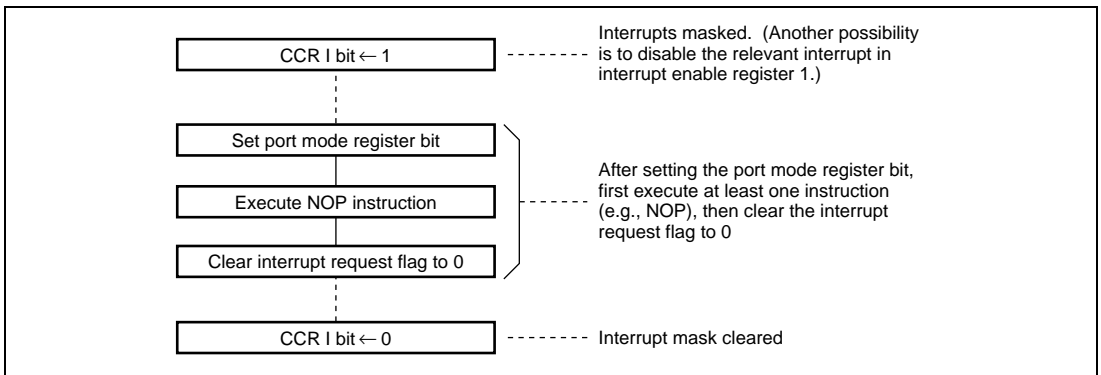 CCR I bit ← 1
Interrupts masked. (Another possibility
is to disable the relevant interrupt in
interrupt enable register 1.)
Set port mode register bit
Execute NOP instruction
Clear interrupt request flag to 0
After setting the port mode register bit,
first execute at least one instruction
(e.g., NOP), then clear the interrupt
request flag to 0
CCR I bit ← 0
Interrupt mask cleared